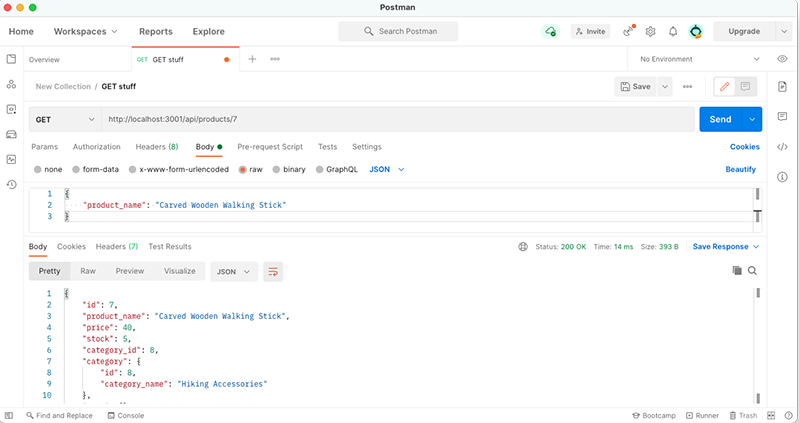 Postman
Home Workspaces Reports Explore Search Postman Invite Upgrade
Overview GET GET stuff No Environment
New Collection / GET stuff Save
GET http://localhost:3001/api/products/7 Send
Params Authorization Headers (8) Body Pre-request Script Tests Settings Cookies
none form-data x-www-form-urlencoded raw binary GraphQL JSON Beautify
1 {
2 "product_name": "Carved Wooden Walking Stick"
3 }
Body Cookies Headers (7) Test Results Status: 200 OK Time: 14 ms Size: 393 B Save Response
Pretty Raw Preview Visualize JSON
1 {
2 "id": 7,
3 "product_name": "Carved Wooden Walking Stick",
4 "price": 40,
5 "stock": 5,
6 "category_id": 8,
7 "category": {
8 "id": 8,
9 "category_name": "Hiking Accessories"
10 },
Find and Replace Console Bootcamp Runner Trash